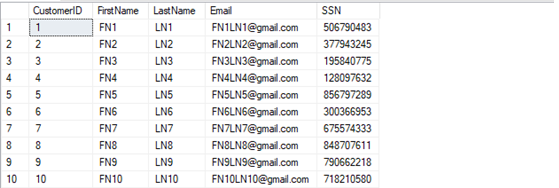 CustomerID FirstName LastName Email SSN
1 1 FN1 LN1 FN1LN1@gmail.com 506790483
2 2 FN2 LN2 FN2LN2@gmail.com 377943245
3 3 FN3 LN3 FN3LN3@gmail.com 195840775
4 4 FN4 LN4 FN4LN4@gmail.com 128097632
5 5 FN5 LN5 FN5LN5@gmail.com 856797289
6 6 FN6 LN6 FN6LN6@gmail.com 300366953
7 7 FN7 LN7 FN7LN7@gmail.com 675574333
8 8 FN8 LN8 FN8LN8@gmail.com 848707611
9 9 FN9 LN9 FN9LN9@gmail.com 790662218
10 10 FN10 LN10 FN10LN10@gmail.com 718210580